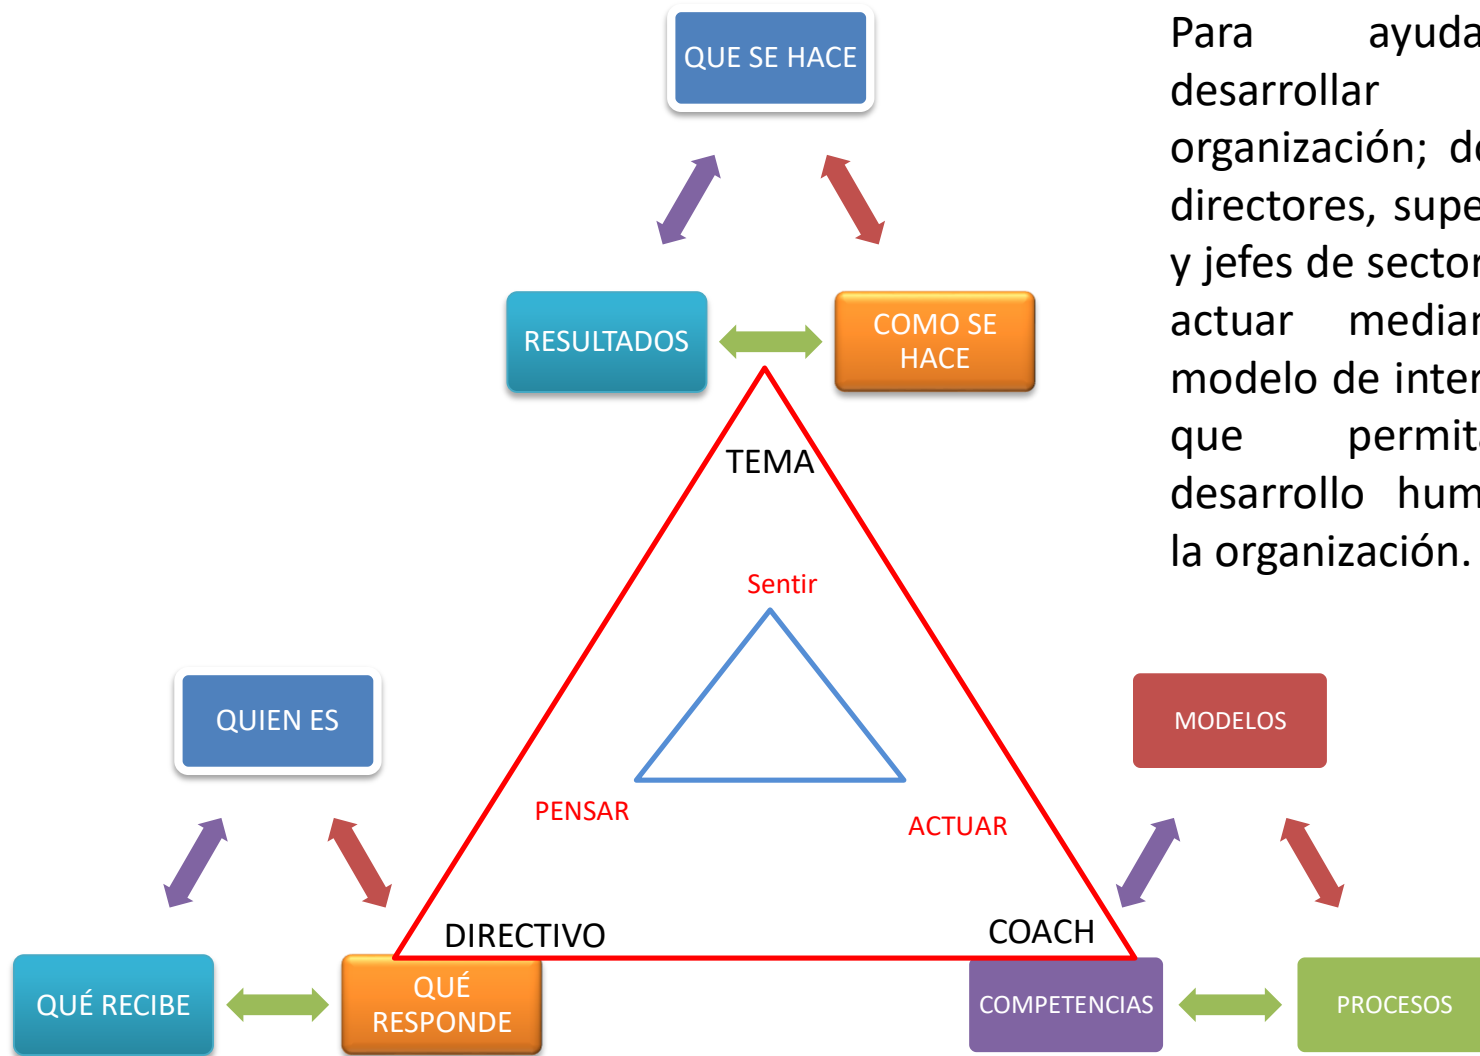 QUE SE HACE
RESULTADOS
COMO SE
HACE
Para
desarrollar
organización;
directores,
y jefes de
actuar
modelo de
que
desarrollo
la organización.
TEMA
Sentir
PENSAR
ACTUAR
DIRECTIVO
COACH
QUIEN ES
QUÉ RECIBE
QUÉ
RESPONDE
MODELOS
COMPETENCIAS
PROCESOS